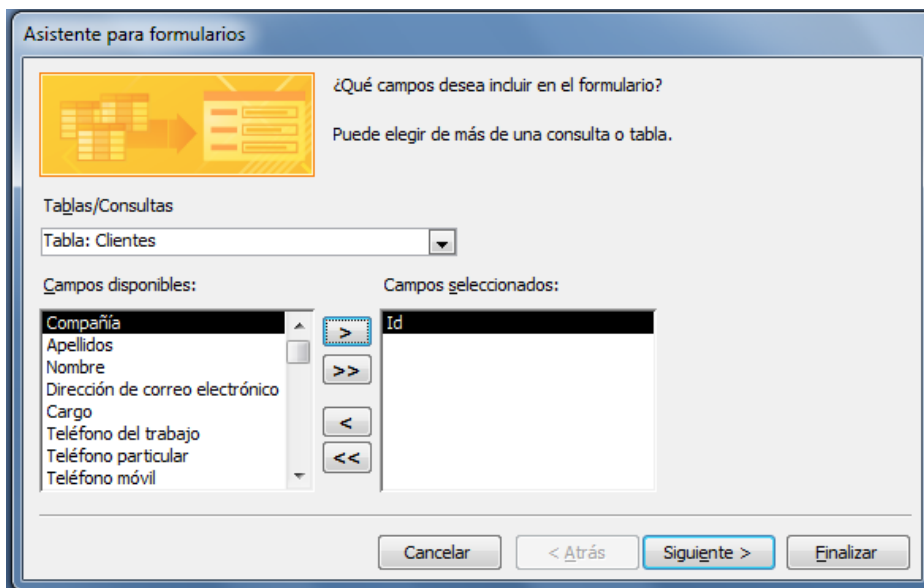 Asistente para formularios
¿Qué campos desea incluir en el formulario?
Puede elegir de más de una consulta o tabla.
Tablas/Consultas
Tabla: Clientes
Campos disponibles:
Campos seleccionados:
Compañía
Apellidos
Nombre
Dirección de correo electrónico
Cargo
Teléfono del trabajo
Teléfono particular
Teléfono móvil
>
>>
<
<<
Id
Cancelar
< Atrás
Siguiente >
Finalizar